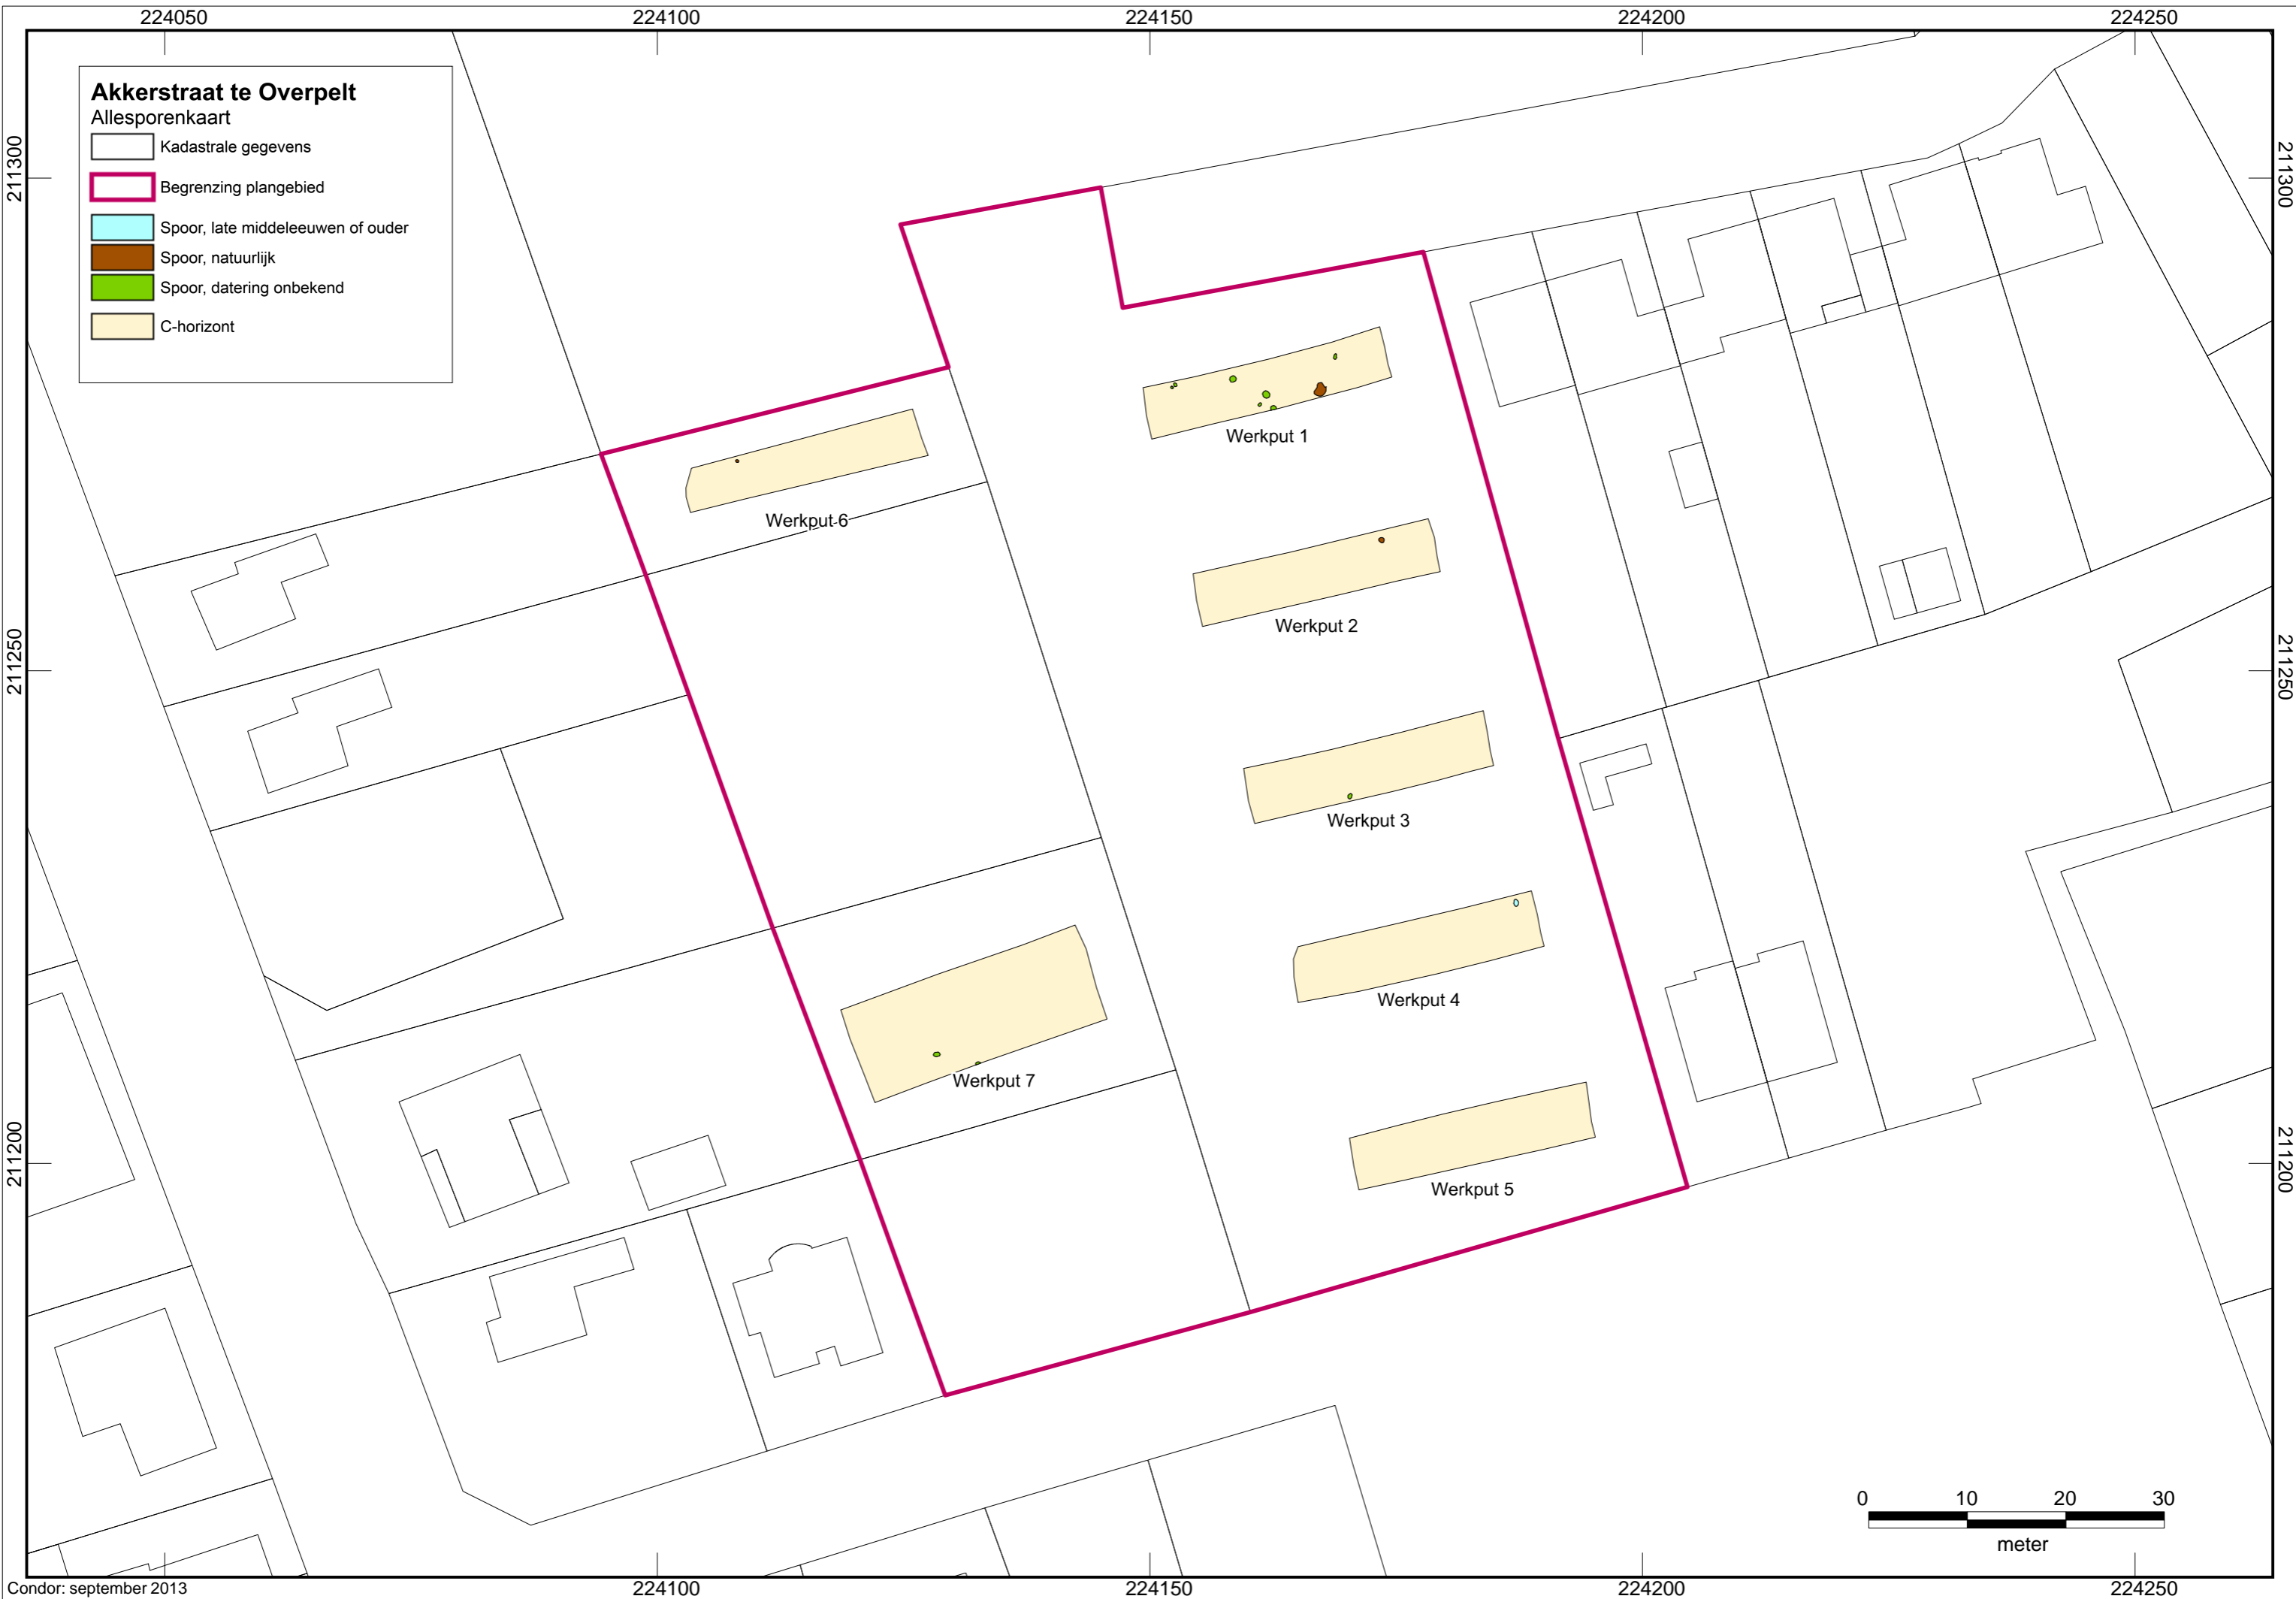 224050 224100 224150 224200 224250
Akkerstraat te Overpelt
Allesporenkaart
Kadastrale gegevens
Begrenzing plangebied
Spoor, late middeleeuwen of ouder
Spoor, natuurlijk
Spoor, datering onbekend
C-horizont
211300 211300
Werkput 1
Werkput 6
Werkput 2
211250 211250
Werkput 3
Werkput 4
Werkput 7
211200 211200
Werkput 5
0 10 20 30
meter
Condor: september 2013
224100 224150 224200 224250